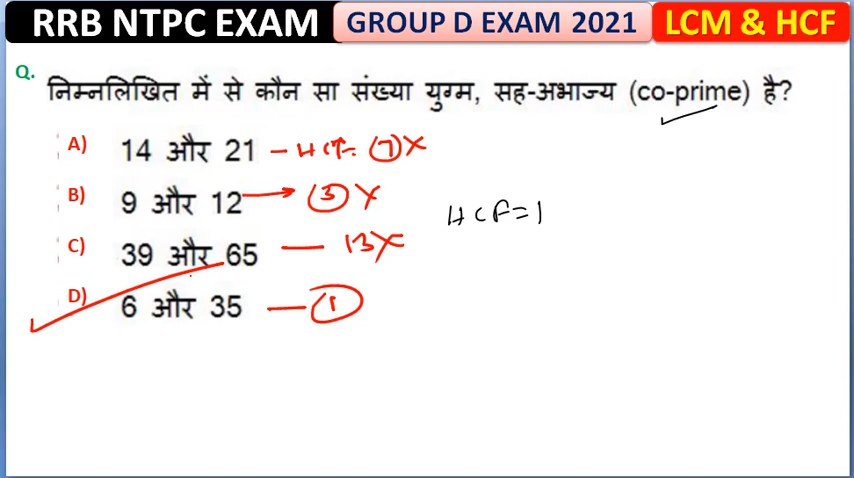 RRB NTPC EXAM GROUP D EXAM 2021 LCM & HCF
Q. निम्नलिखित में से कौन सा संख्या युग्म, सह-अभाज्य (co-prime) है?
A) 14 और 21 – HCF. 7 X
B) 9 और 12 → 3 X
HCF=1
C) 39 और 65 — 13 X
D) 6 और 35 — 1